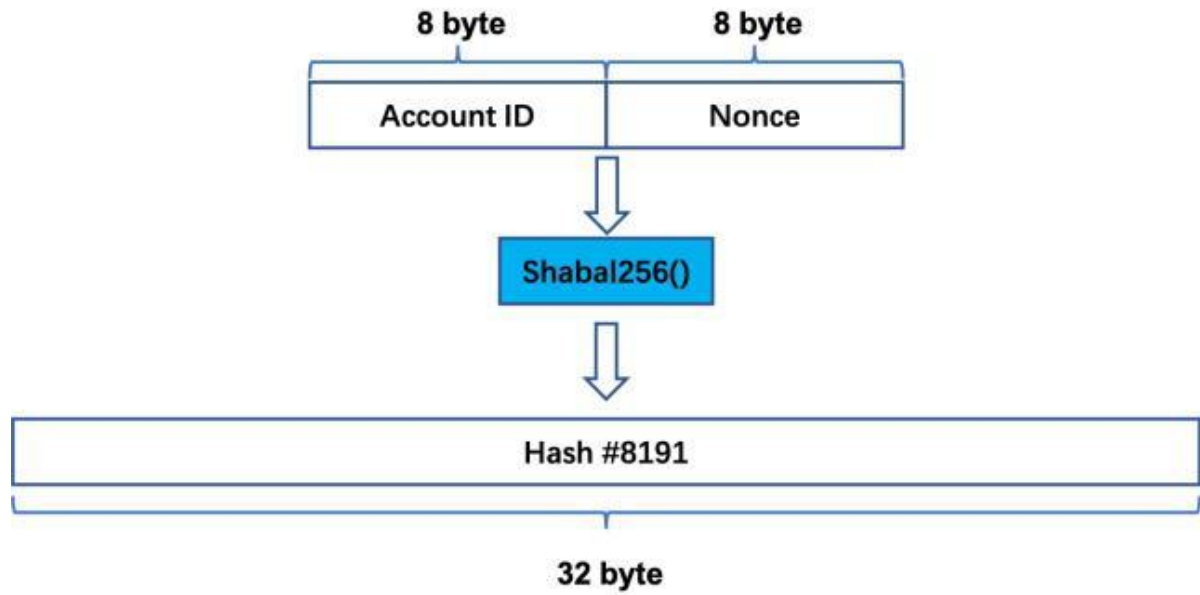 8 byte 8 byte
Account ID Nonce
Shabal256()
Hash #8191
32 byte